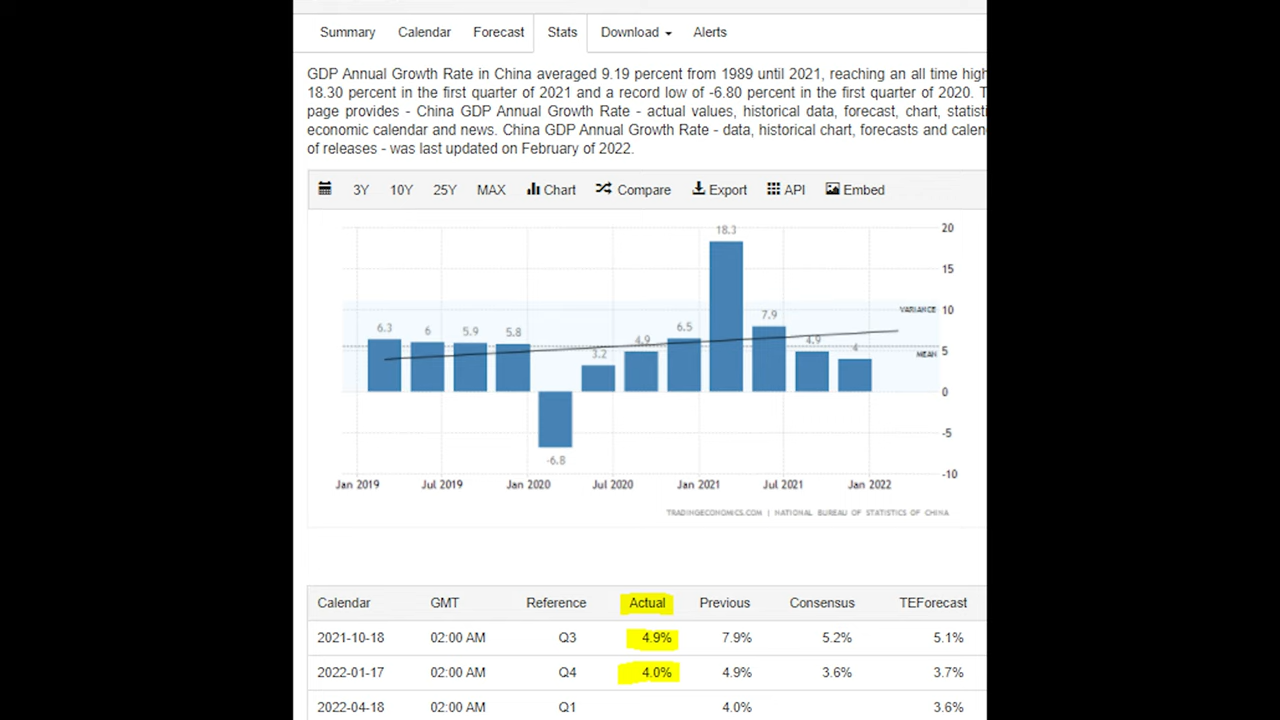 Summary Calendar Forecast Stats Download Alerts
GDP Annual Growth Rate in China averaged 9.19 percent from 1989 until 2021, reaching an all time high
18.30 percent in the first quarter of 2021 and a record low of -6.80 percent in the first quarter of 2020. T
page provides - China GDP Annual Growth Rate - actual values, historical data, forecast, chart, statisti
economic calendar and news. China GDP Annual Growth Rate - data, historical chart, forecasts and calen
of releases - was last updated on February of 2022.
3Y 10Y 25Y MAX Chart Compare Export API Embed
18.3 20
15
VARIANCE 10
7.9
6.3 6 5.9 5.8 6.5
3.2 4.9 4.9 4
MEAN 5
0
-5
-6.8
-10
Jan 2019 Jul 2019 Jan 2020 Jul 2020 Jan 2021 Jul 2021 Jan 2022
TRADINGECONOMICS.COM | NATIONAL BUREAU OF STATISTICS OF CHINA
Calendar GMT Reference Actual Previous Consensus TEForecast
2021-10-18 02:00 AM Q3 4.9% 7.9% 5.2% 5.1%
2022-01-17 02:00 AM Q4 4.0% 4.9% 3.6% 3.7%
2022-04-18 02:00 AM Q1 4.0% 3.6%